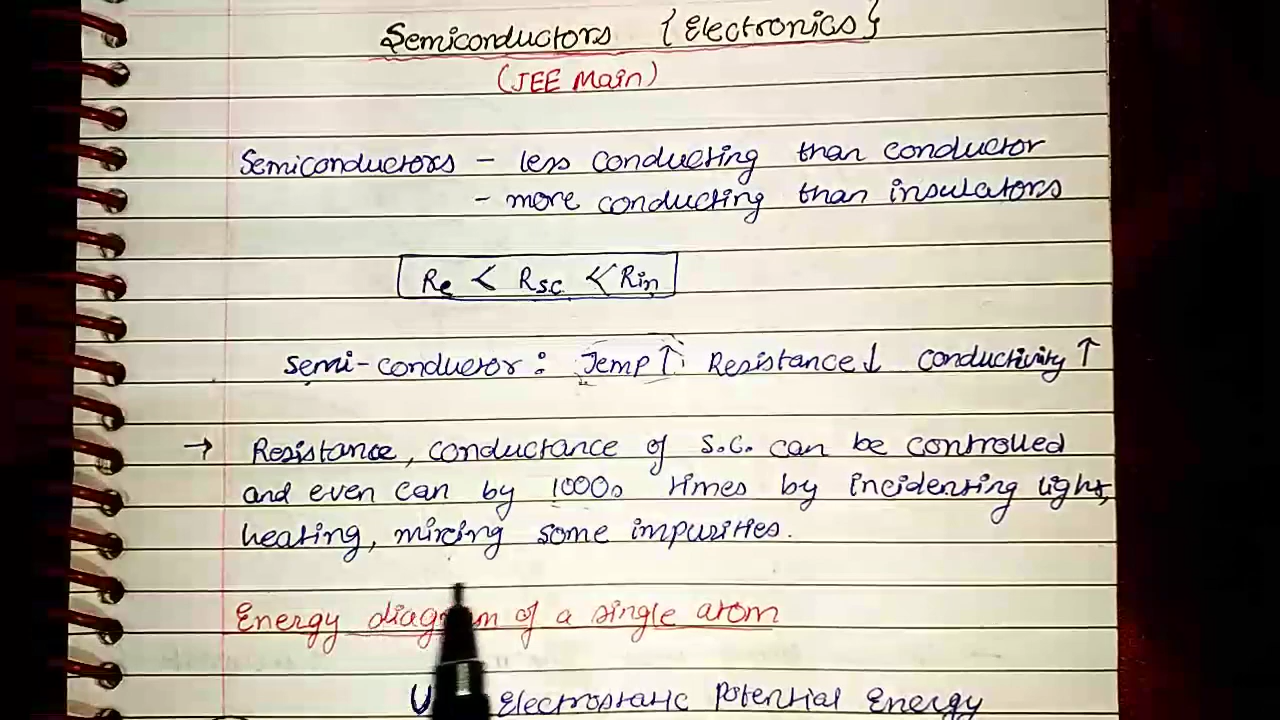 Semiconductors {Electronics}
(JEE Main)
Semiconductors - less conducting than conductor
- more conducting than insulators
Re < Rsc < Rin
Semi-conductor : Temp ↑ Resistance ↓ conductivity ↑
→ Resistance, conductance of S.C. can be controlled
and even can by 1000s times by incidenting light,
heating, mixing some impurities.
Energy diagram of a single atom
U Electrostatic Potential Energy